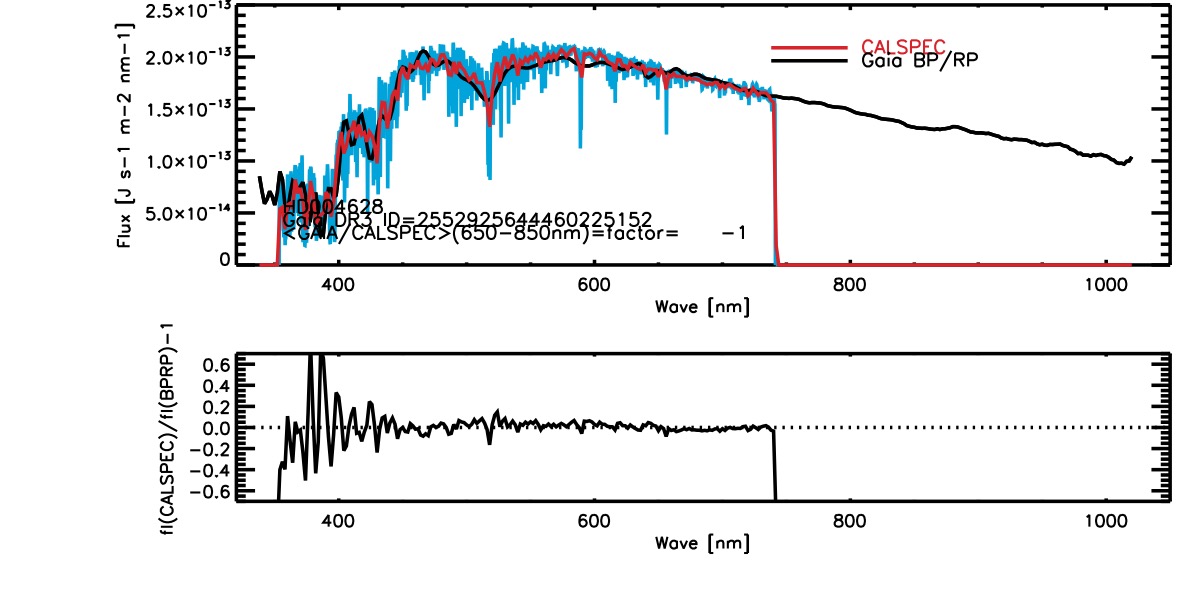 2.5×10−13
2.0×10−13
1.5×10−13
1.0×10−13
5.0×10−14
0
Flux [J s−1 m−2 nm−1]
CALSPEC
Gaia BP/RP
HD004628
Gaia DR3 ID=2552925644460225152
<GAIA/CALSPEC>(650−850nm)=factor= −1
400 600 800 1000
Wave [nm]
0.6
0.4
0.2
0.0
−0.2
−0.4
−0.6
fl(CALSPEC)/fl(BPRP)−1
400 600 800 1000
Wave [nm]